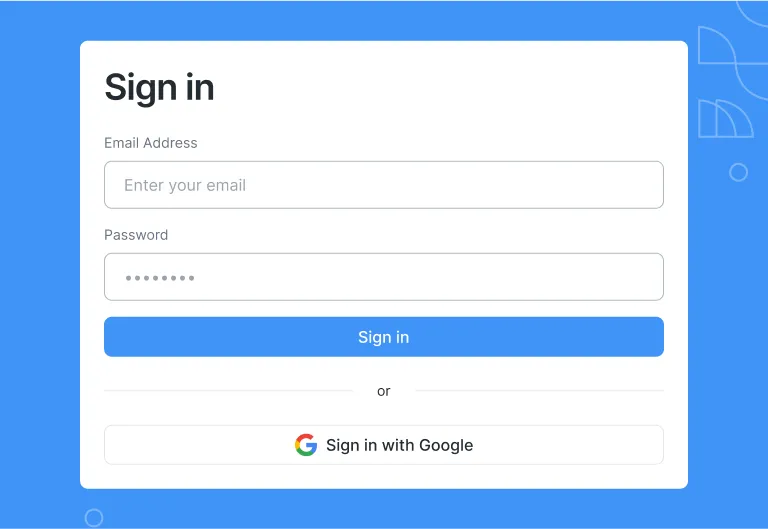 Sign in
Email Address
Enter your email
Password
••••••••
Sign in
or
Sign in with Google